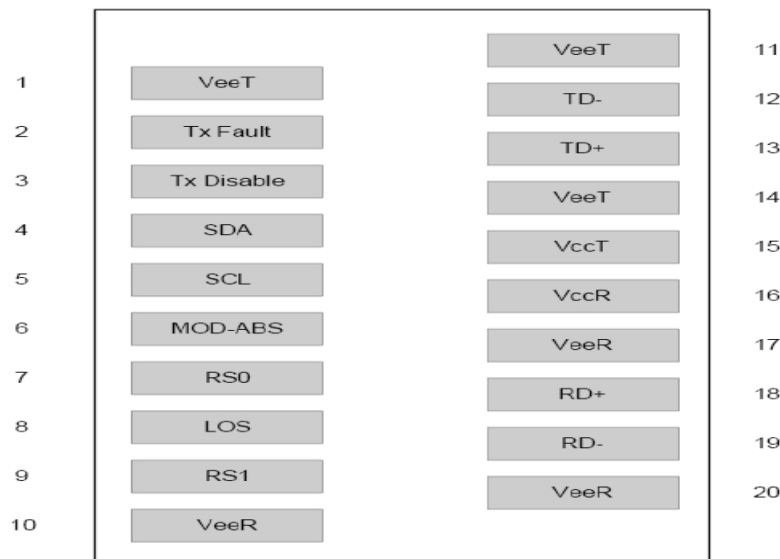 1 VeeT
2 Tx Fault
3 Tx Disable
4 SDA
5 SCL
6 MOD-ABS
7 RS0
8 LOS
9 RS1
10 VeeR
VeeT 11
TD- 12
TD+ 13
VeeT 14
VccT 15
VccR 16
VeeR 17
RD+ 18
RD- 19
VeeR 20